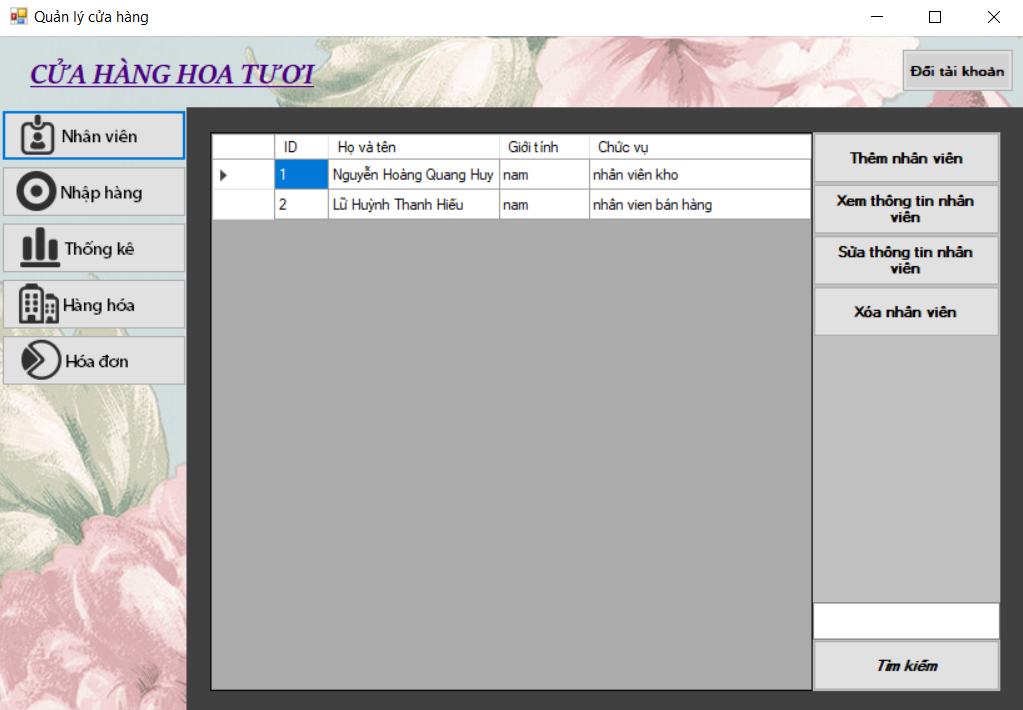 Quản lý cửa hàng
CỬA HÀNG HOA TƯƠI
Đổi tài khoản
Nhân viên
Nhập hàng
Thống kê
Hàng hóa
Hóa đơn
ID Họ và tên Giới tính Chức vụ
1 Nguyễn Hoàng Quang Huy nam nhân viên kho
2 Lữ Huỳnh Thanh Hiếu nam nhân vien bán hàng
Thêm nhân viên
Xem thông tin nhân
viên
Sửa thông tin nhân
viên
Xóa nhân viên
Tìm kiếm